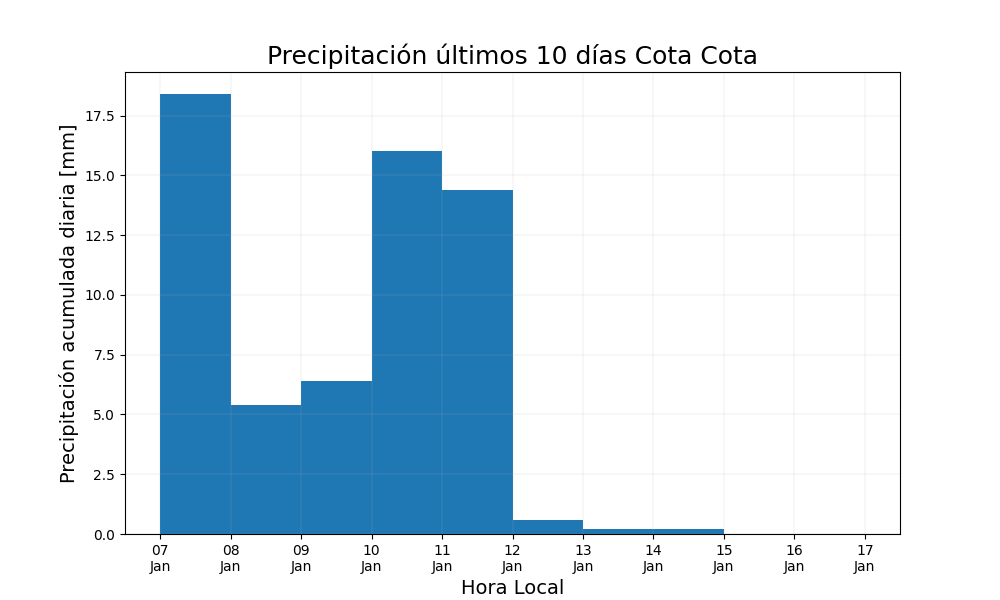 Precipitación últimos 10 días Cota Cota
Precipitación acumulada diaria [mm]
17.5
15.0
12.5
10.0
7.5
5.0
2.5
0.0
07 08 09 10 11 12 13 14 15 16 17
Jan Jan Jan Jan Jan Jan Jan Jan Jan Jan Jan
Hora Local